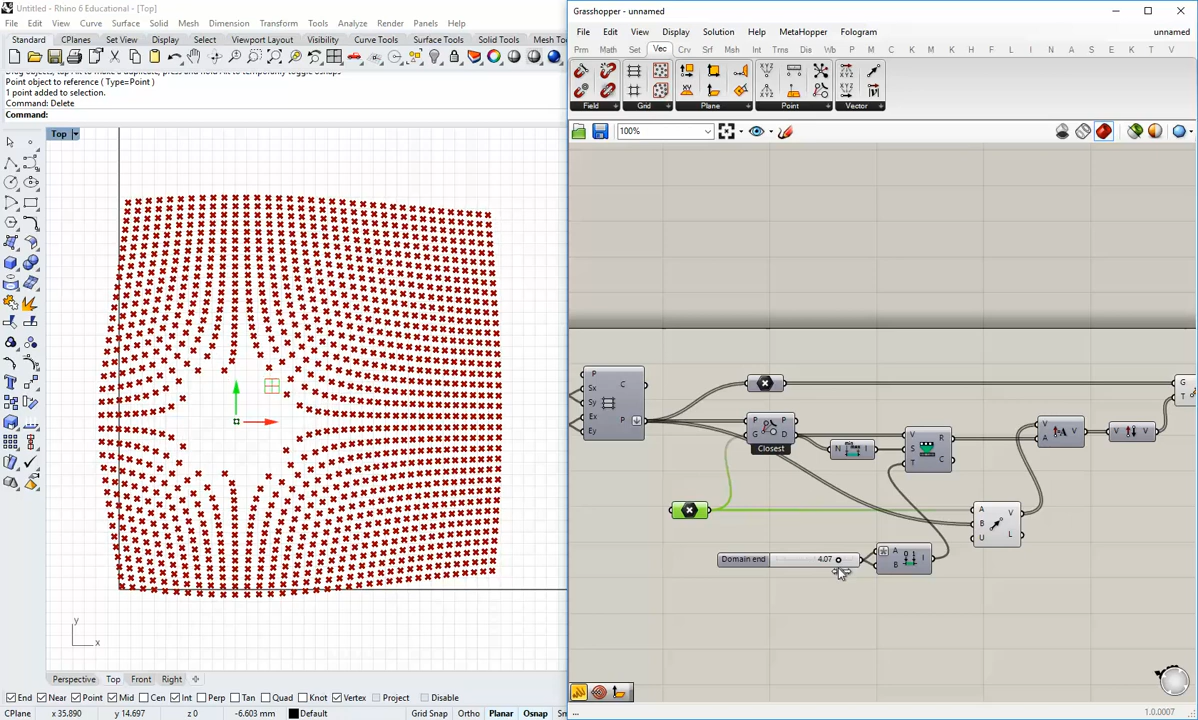 Untitled - Rhino 6 Educational - [Top]
File Edit View Curve Surface Solid Mesh Dimension Transform Tools Analyze Render Panels Help
Standard CPlanes Set View Display Select Viewport Layout Visibility Curve Tools Surface Tools Solid Tools Mesh To
Point object to reference ( Type=Point )
1 point added to selection.
Command: Delete
Command:
Top
y
x
Perspective Top Front Right
End Near Point Mid Cen Int Perp Tan Quad Knot Vertex Project Disable
CPlane x 35.890 y 14.697 z 0 -6.603 mm Default Grid Snap Ortho Planar Osnap
Grasshopper - unnamed
File Edit View Display Solution Help MetaHopper Fologram unnamed
Prm Math Set Vec Crv Srf Msh Int Trns Dis Wb P M C H K M L C H K E V T
Field Grid Plane Point Vector
100%
P
Sx
Sy
Ex
Ey
C
P
P
G
P
D
Closest
N I
V
S
T
R
C
G
T
V
A
V
V V
A
B
U
V
L
Domain end 4.07
A
B
I
1.0.0007